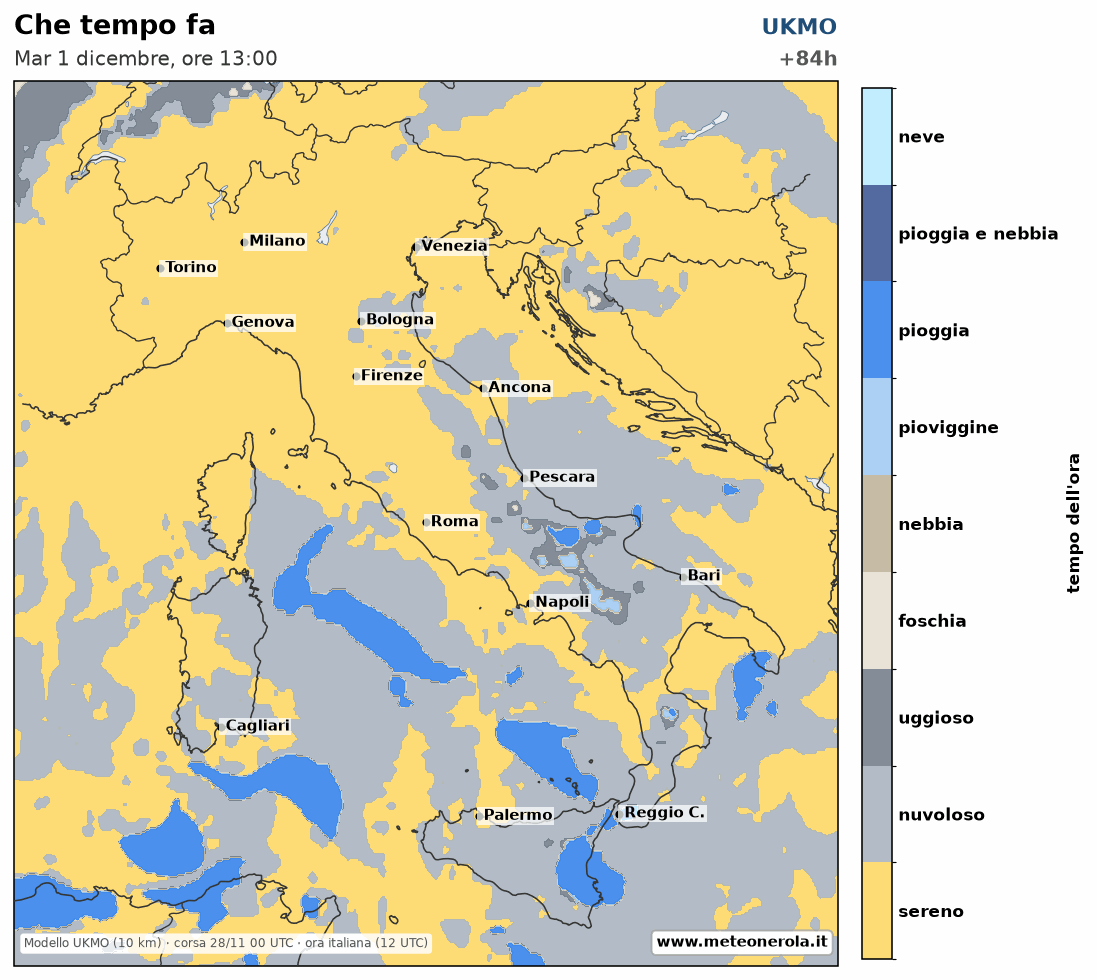 Che tempo fa
UKMO
Mar 1 dicembre, ore 13:00
+84h
neve
pioggia e nebbia
pioggia
pioviggine
nebbia
foschia
uggioso
nuvoloso
sereno
tempo dell'ora
Milano
Venezia
Torino
Genova
Bologna
Firenze
Ancona
Pescara
Roma
Bari
Napoli
Cagliari
Palermo
Reggio C.
Modello UKMO (10 km) · corsa 28/11 00 UTC · ora italiana (12 UTC)
www.meteonerola.it